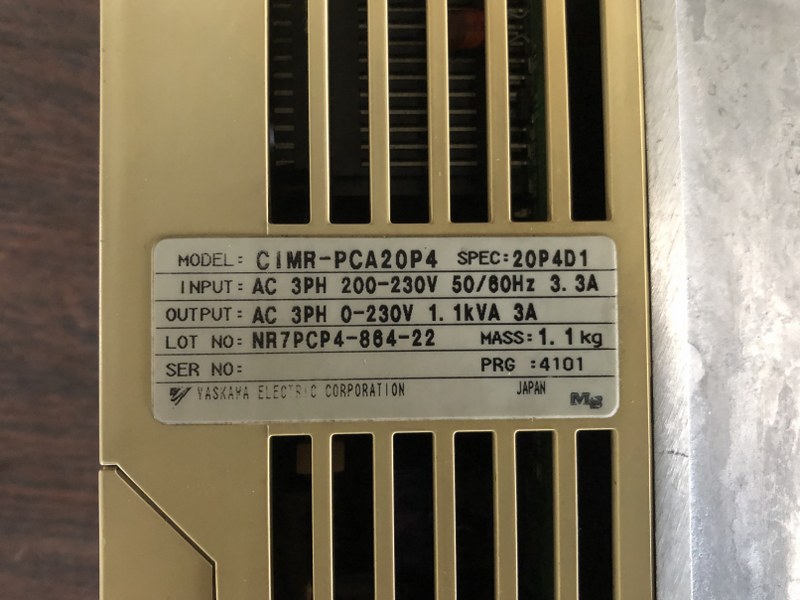 MODEL: CIMR-PCA20P4 SPEC: 20P4D1
INPUT: AC 3PH 200-230V 50/60Hz 3.3A
OUTPUT: AC 3PH 0-230V 1.1kVA 3A
LOT NO: NR7PCP4-864-22 MASS: 1.1kg
SER NO: PRG :4101
YASKAWA ELECTRIC CORPORATION JAPAN